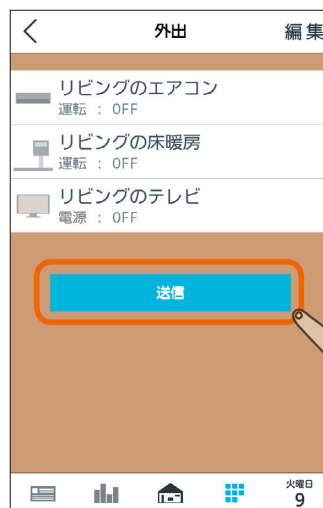 外出
編集
リビングのエアコン
運転 : OFF
リビングの床暖房
運転 : OFF
リビングのテレビ
電源 : OFF
送信
火曜日
9